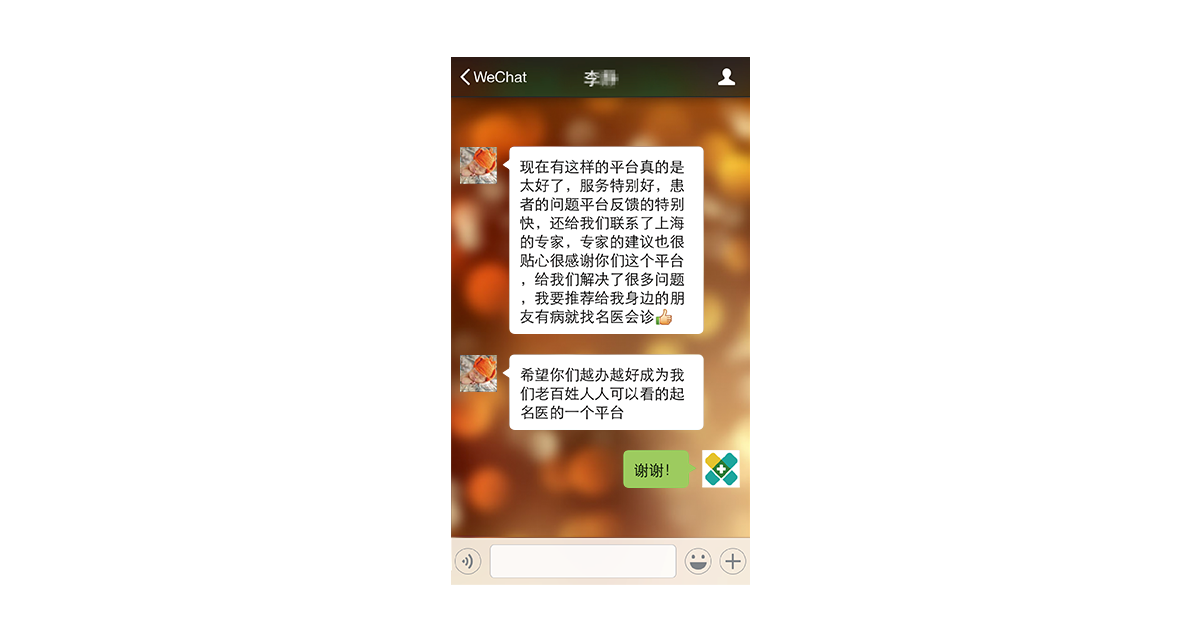 WeChat
李
现在有这样的平台真的是
太好了，服务特别好，患
者的问题平台反馈的特别
快，还给我们联系了上海
的专家，专家的建议也很
贴心很感谢你们这个平台
，给我们解决了很多问题
，我要推荐给我身边的朋
友有病就找名医会诊👍
希望你们越办越好成为我
们老百姓人人可以看的起
名医的一个平台
谢谢！